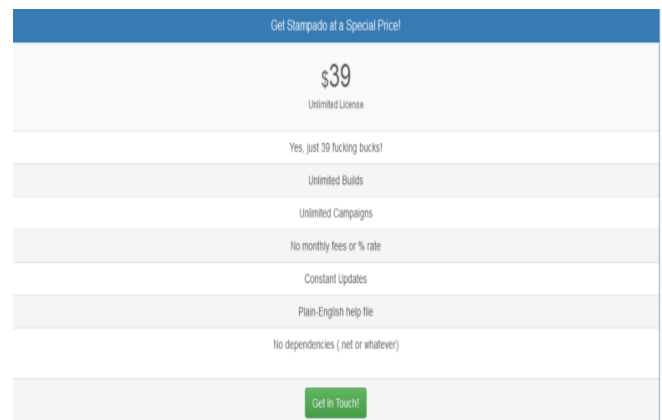 Get Stampado at a Special Price!
$39
Unlimited License
Yes, just 39 fucking bucks!
Unlimited Builds
Unlimited Campaigns
No monthly fees or % rate
Constant Updates
Plain-English help file
No dependencies (.net or whatever)
Get In Touch!